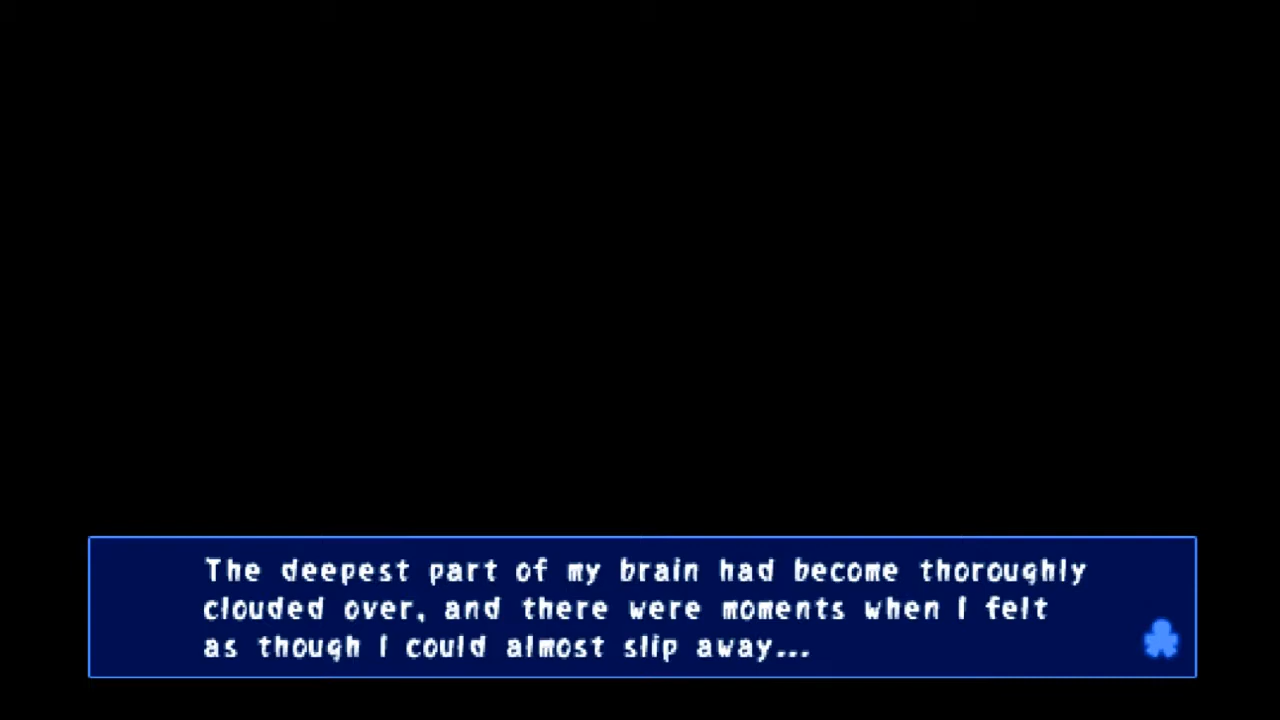 The deepest part of my brain had become thoroughly
clouded over, and there were moments when I felt
as though I could almost slip away...